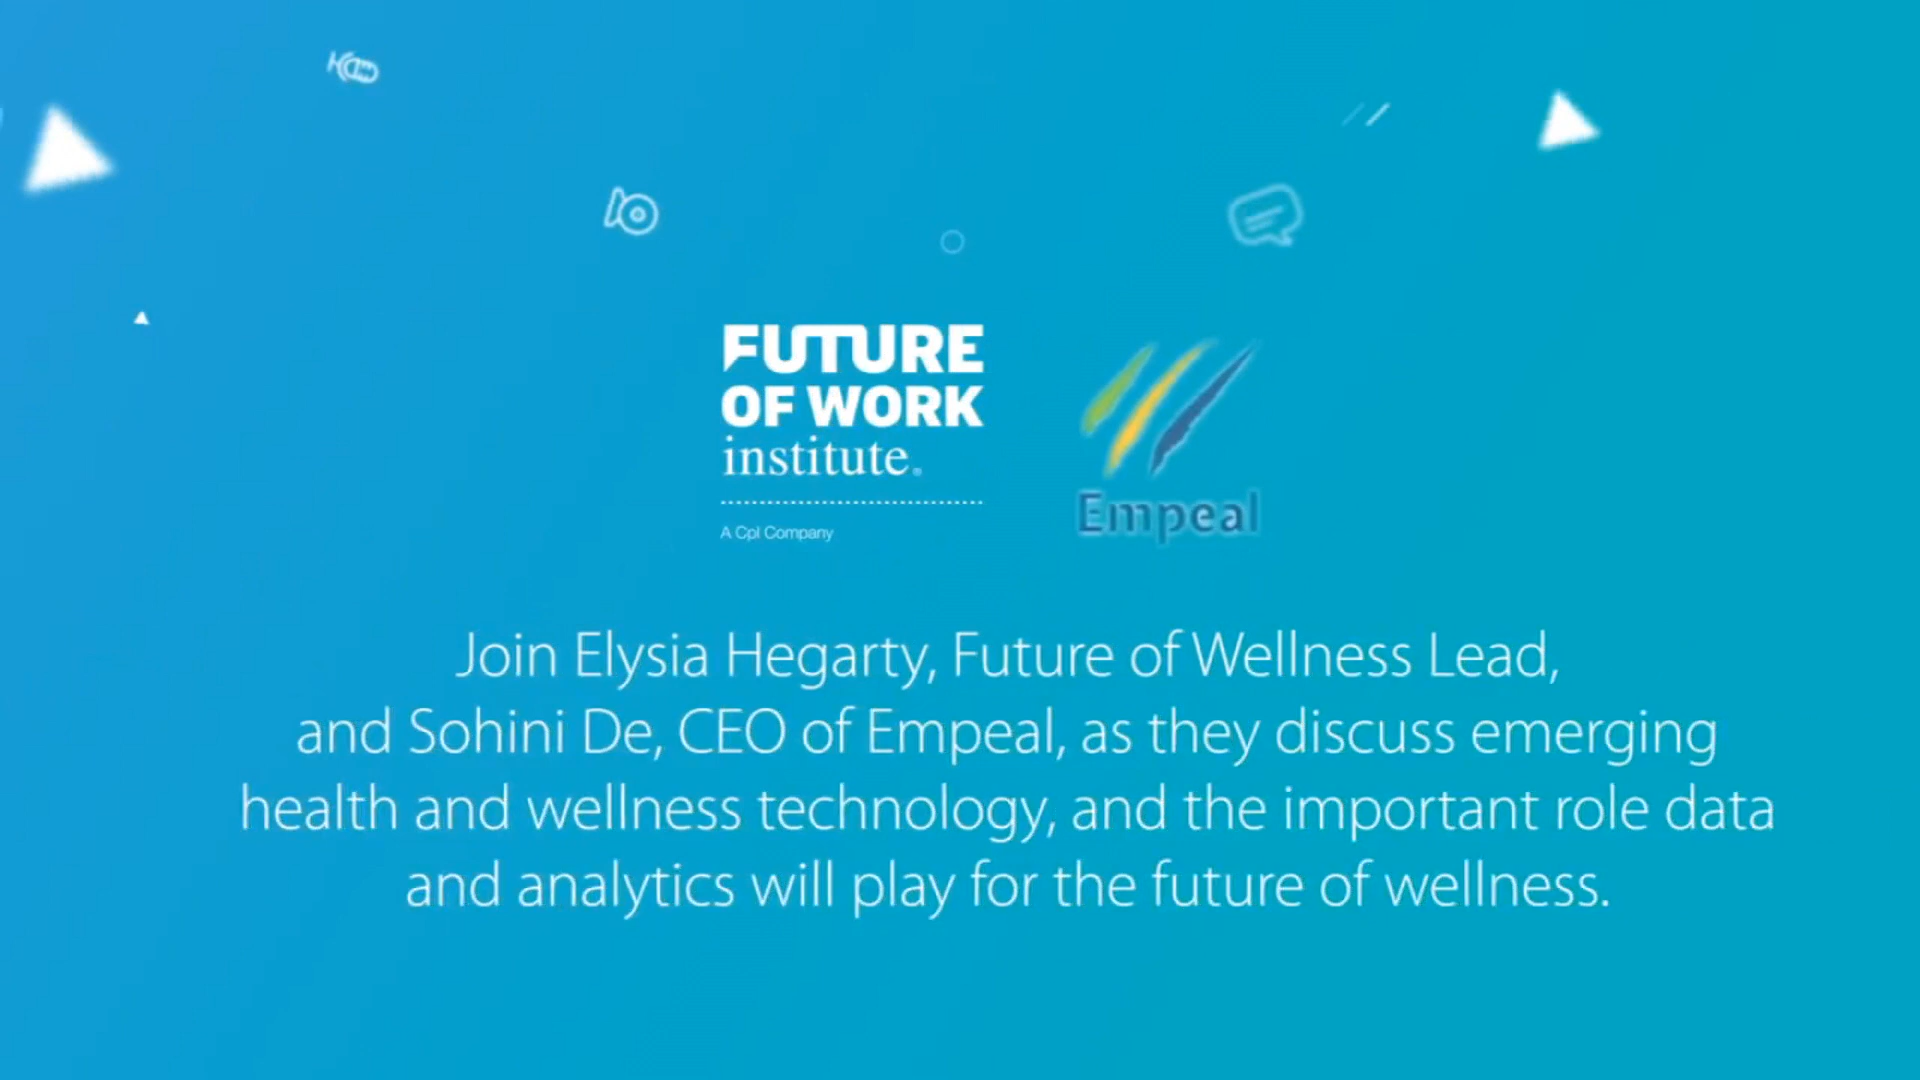 FUTURE
OF WORK
institute.
A Cpl Company
Empeal
Join Elysia Hegarty, Future of Wellness Lead,
and Sohini De, CEO of Empeal, as they discuss emerging
health and wellness technology, and the important role data
and analytics will play for the future of wellness.